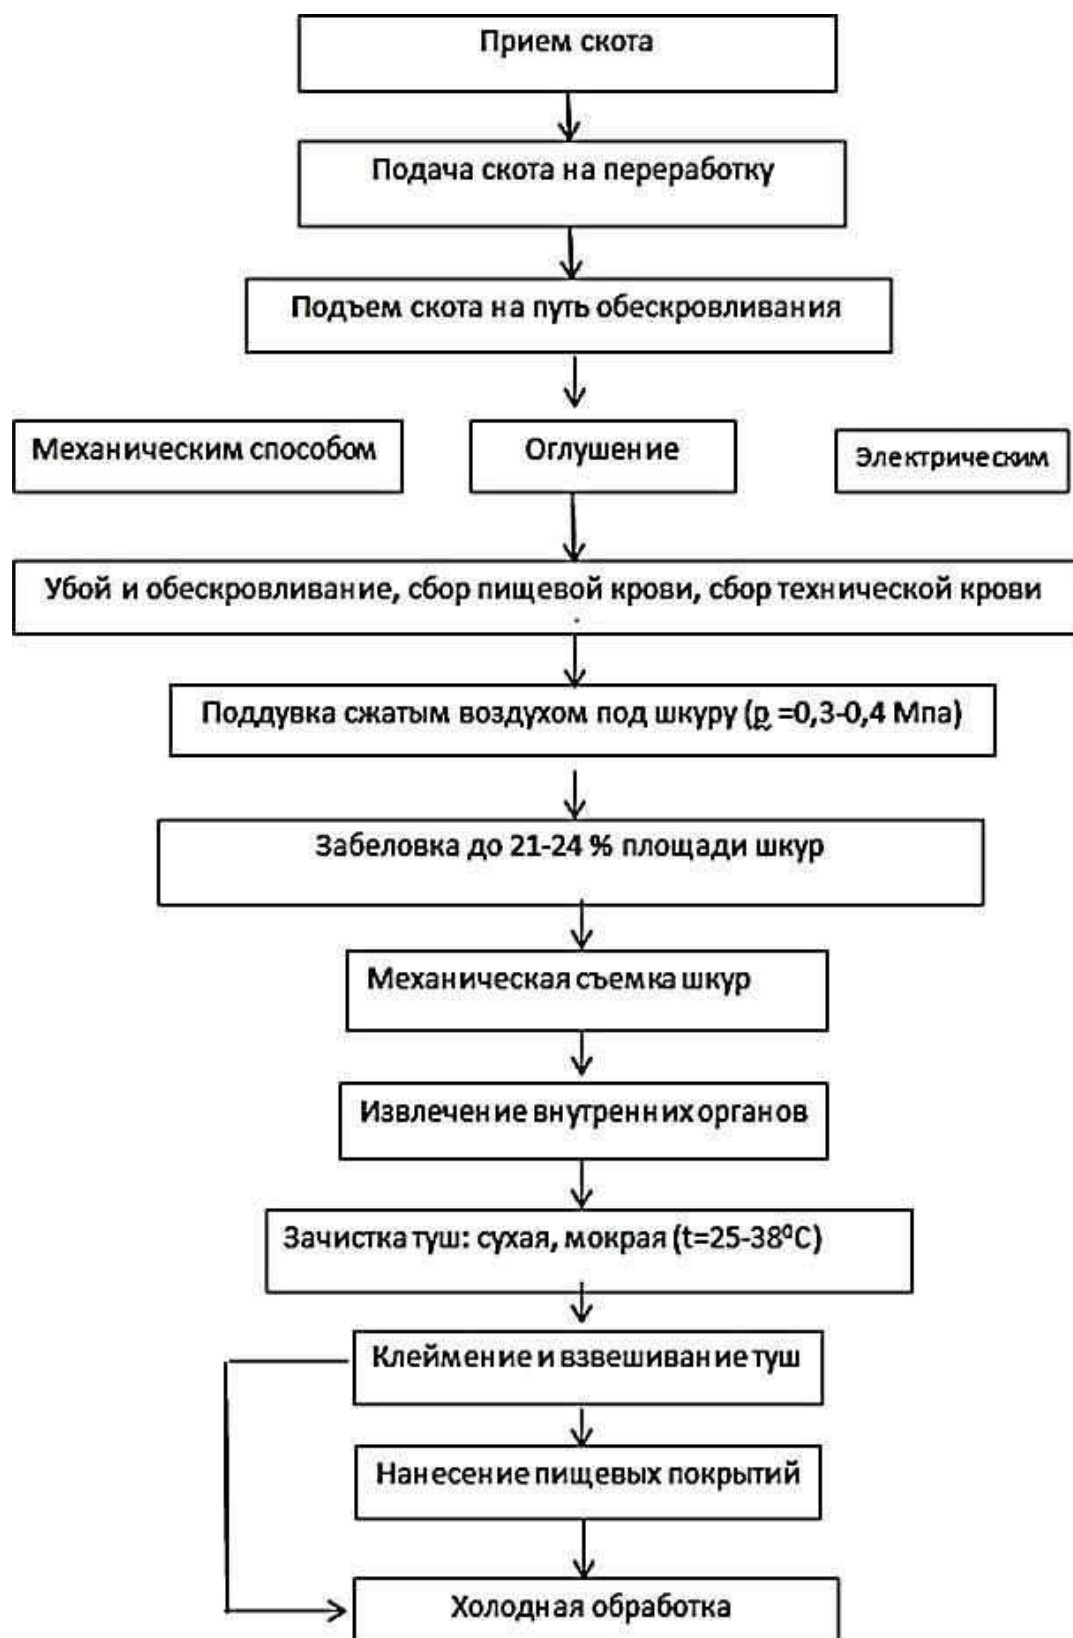 Прием скота
Подача скота на переработку
Подъем скота на путь обескровливания
Механическим способом
Оглушение
Электрическим
Убой и обескровливание, сбор пищевой крови, сбор технической крови
.
Поддувка сжатым воздухом под шкуру (р =0,3-0,4 Мпа)
Забеловка до 21-24 % площади шкур
Механическая съемка шкур
Извлечение внутренних органов
Зачистка туш: сухая, мокрая (t=25-38⁰С)
Клеймение и взвешивание туш
Нанесение пищевых покрытий
Холодная обработка